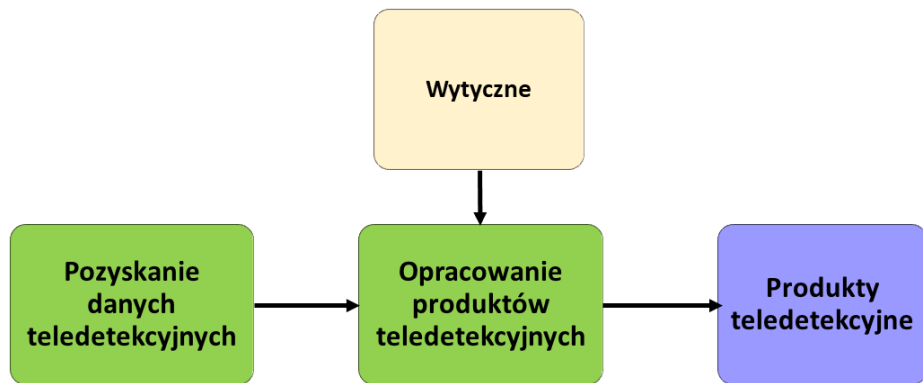 Wytyczne
Pozyskanie
danych
teledetekcyjnych
Opracowanie
produktów
teledetekcyjnych
Produkty
teledetekcyjne